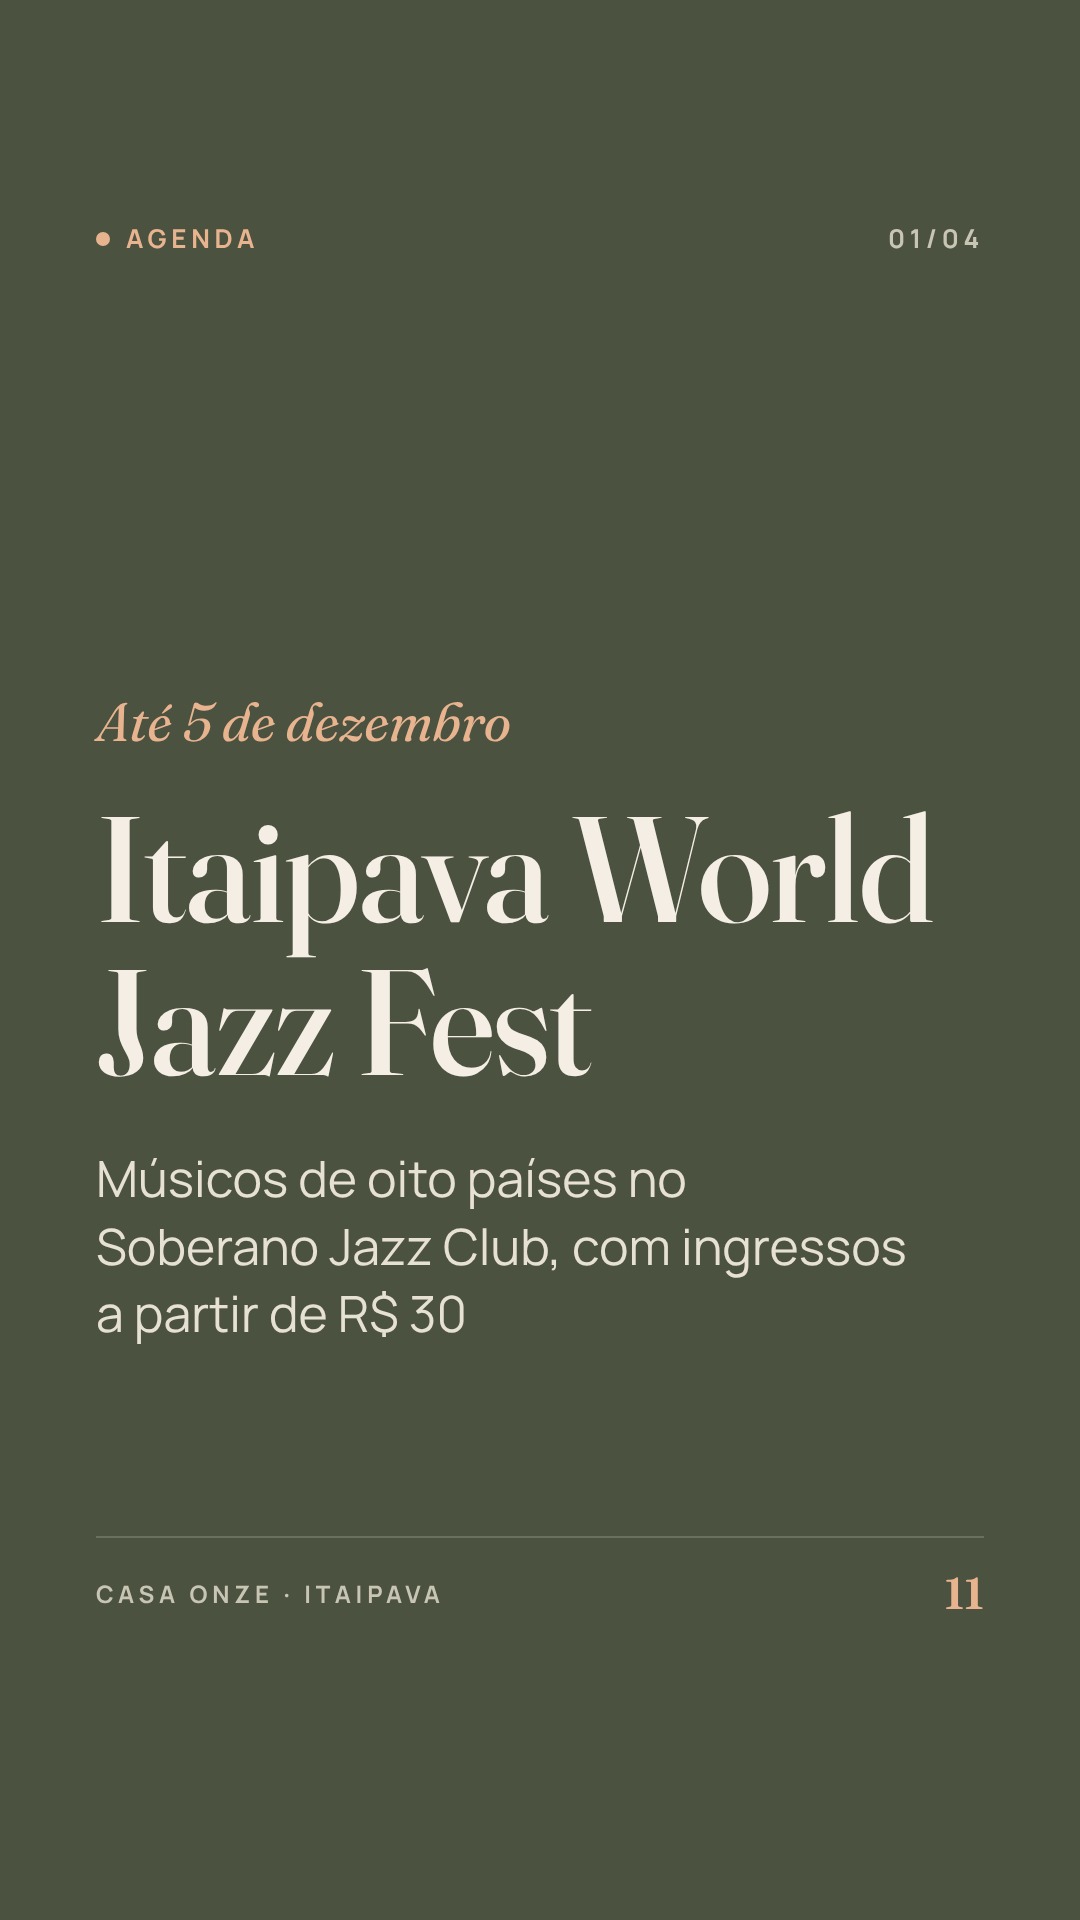 AGENDA
01/04
Até 5 de dezembro
Itaipava World
Jazz Fest
Músicos de oito países no
Soberano Jazz Club, com ingressos
a partir de R$ 30
CASA ONZE · ITAIPAVA
11